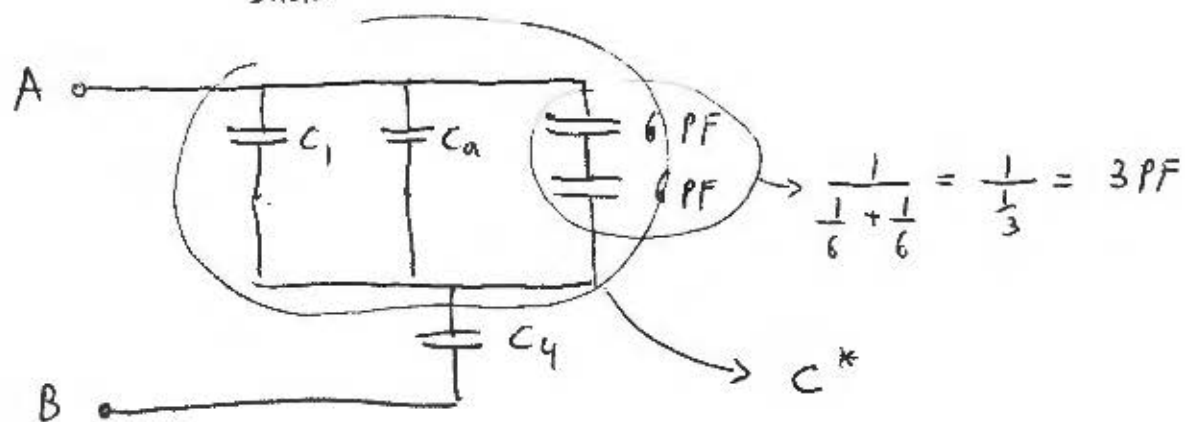 A
C₁
Cₐ
6 PF
6 PF
1 / (1/6 + 1/6) = 1 / (1/3) = 3 PF
C₄
C*
B